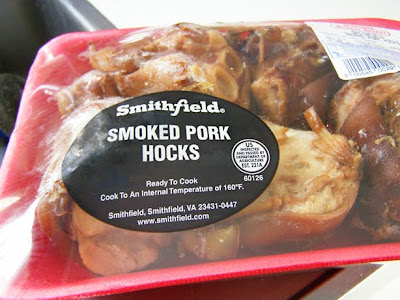 Smithfield®
SMOKED PORK
HOCKS
US
INSPECTED
AND PASSED BY
DEPARTMENT OF
AGRICULTURE
EST. 221A
60126
Ready To Cook
Cook To An Internal Temperature of 160°F.
Smithfield, Smithfield, VA 23431-0447
www.smithfield.com